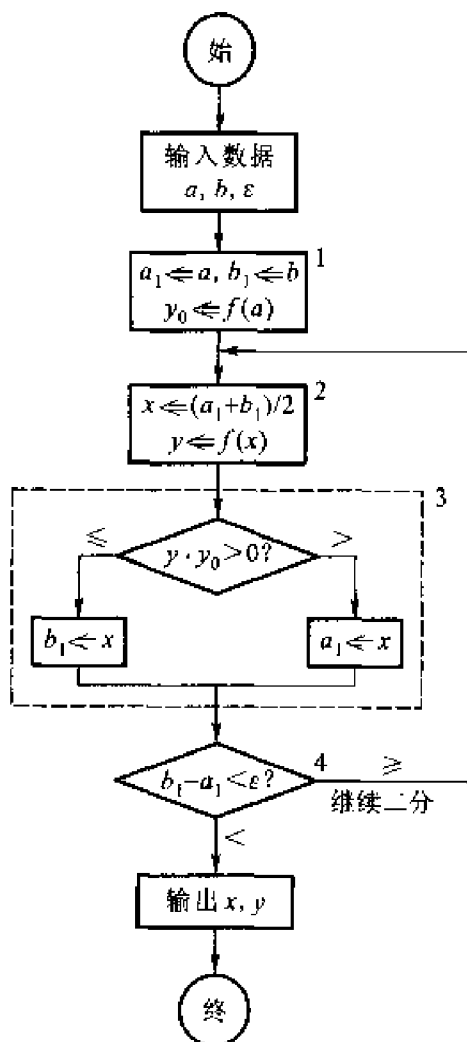 始
输入数据
a, b, ε
1
a₁⇐a, b₁⇐b
y₀⇐f(a)
2
x⇐(a₁+b₁)/2
y⇐f(x)
3
≤
y·y₀>0?
>
b₁⇐x
a₁⇐x
4
b₁−a₁<ε?
≥
继续二分
<
输出 x, y
终